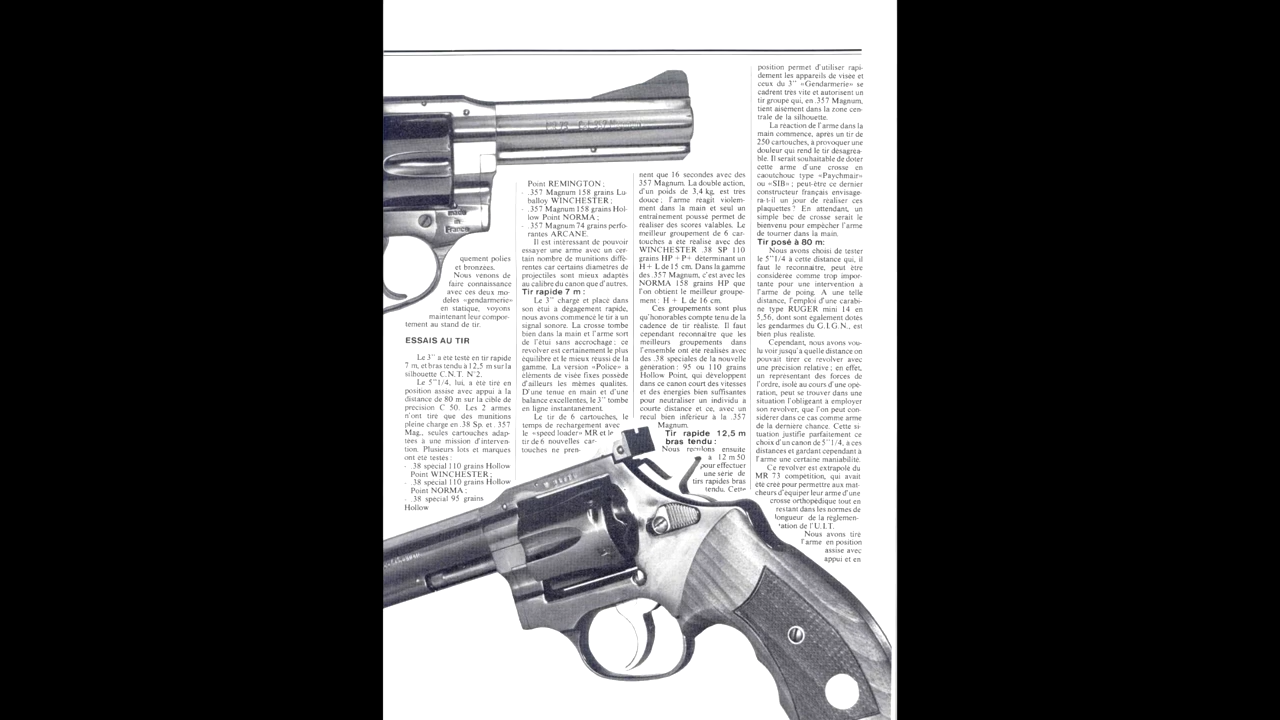 made
in
France
quement polies
et bronzées.
Nous venons de
faire connaissance
avec ces deux mo-
dèles «gendarmerie»
en statique, voyons
maintenant leur compor-
tement au stand de tir.
ESSAIS AU TIR
Le 3'' a été testé en tir rapide
7 m, et bras tendu à 12,5 m sur la
silhouette C.N.T. N°2.
Le 5''1/4, lui, a été tiré en
position assise avec appui à la
distance de 80 m sur la cible de
précision C 50. Les 2 armes
n'ont tiré que des munitions
pleine charge en .38 Sp. et .357
Mag., seules cartouches adap-
tées à une mission d'interven-
tion. Plusieurs lots et marques
ont été testés :
- .38 special 110 grains Hollow
Point WINCHESTER ;
- .38 special 110 grains Hollow
Point NORMA ;
- .38 special 95 grains
Hollow
Point REMINGTON ;
- .357 Magnum 158 grains Lu-
balloy WINCHESTER ;
- .357 Magnum 158 grains Hol-
low Point NORMA ;
- .357 Magnum 74 grains perfo-
rantes ARCANE.
Il est intéressant de pouvoir
essayer une arme avec un cer-
tain nombre de munitions diffé-
rentes car certains diamètres de
projectiles sont mieux adaptés
au calibre du canon que d'autres.
Tir rapide 7 m :
Le 3'' chargé et placé dans
son étui à dégagement rapide,
nous avons commencé le tir à un
signal sonore. La crosse tombe
bien dans la main et l'arme sort
de l'étui sans accrochage ; ce
revolver est certainement le plus
équilibré et le mieux réussi de la
gamme. La version «Police» à
éléments de visée fixes possède
d'ailleurs les mêmes qualités.
D'une tenue en main et d'une
balance excellentes, le 3'' tombe
en ligne instantanément.
Le tir de 6 cartouches, le
temps de rechargement avec
le «speed loader» MR et le
tir de 6 nouvelles car-
touches ne pren-
nent que 16 secondes avec des
357 Magnum. La double action,
d'un poids de 3,4 kg, est très
douce ; l'arme réagit violem-
ment dans la main et seul un
entraînement poussé permet de
réaliser des scores valables. Le
meilleur groupement de 6 car-
touches a été réalisé avec des
WINCHESTER .38 SP 110
grains HP +P+ déterminant un
H + L de 15 cm. Dans la gamme
des .357 Magnum, c'est avec les
NORMA 158 grains HP que
l'on obtient le meilleur groupe-
ment : H + L de 16 cm.
Ces groupements sont plus
qu'honorables compte tenu de la
cadence de tir réaliste. Il faut
cependant reconnaître que les
meilleurs groupements dans
l'ensemble ont été réalisés avec
des .38 spéciales de la nouvelle
génération : 95 ou 110 grains
Hollow Point, qui développent
dans ce canon court des vitesses
et des énergies bien suffisantes
pour neutraliser un individu à
courte distance et ce, avec un
recul bien inférieur à la .357
Magnum.
Tir rapide 12,5 m
bras tendu :
Nous reculons ensuite
à 12 m 50
pour effectuer
une série de
tirs rapides bras
tendu. Cette
position permet d'utiliser rapi-
dement les appareils de visée et
ceux du 3'' «Gendarmerie» se
cadrent très vite et autorisent un
tir groupé qui, en .357 Magnum,
tient aisément dans la zone cen-
trale de la silhouette.
La réaction de l'arme dans la
main commence, après un tir de
250 cartouches, à provoquer une
douleur qui rend le tir désagréa-
ble. Il serait souhaitable de doter
cette arme d'une crosse en
caoutchouc type «Paychmair»
ou «SIB» ; peut-être ce dernier
constructeur français envisage-
ra-t-il un jour de réaliser ces
plaquettes ? En attendant, un
simple bec de crosse serait le
bienvenu pour empêcher l'arme
de tourner dans la main.
Tir posé à 80 m:
Nous avons choisi de tester
le 5''1/4 à cette distance qui, il
faut le reconnaître, peut être
considérée comme trop impor-
tante pour une intervention à
l'arme de poing. A une telle
distance, l'emploi d'une carabi-
ne type RUGER mini 14 en
5,56, dont sont également dotés
les gendarmes du G.I.G.N., est
bien plus réaliste.
Cependant, nous avons vou-
lu voir jusqu'à quelle distance on
pouvait tirer ce revolver avec
une précision relative ; en effet,
un représentant des forces de
l'ordre, isolé au cours d'une opé-
ration, peut se trouver dans une
situation l'obligeant à employer
son revolver, que l'on peut con-
sidérer dans ce cas comme arme
de la dernière chance. Cette si-
tuation justifie parfaitement ce
choix d'un canon de 5''1/4, à ces
distances et gardant cependant à
l'arme une certaine maniabilité.
Ce revolver est extrapolé du
MR 73 compétition, qui avait
été créé pour permettre aux mat-
cheurs d'équiper leur arme d'une
crosse orthopédique tout en
restant dans les normes de
longueur de la réglemen-
tation de l'U.I.T.
Nous avons tiré
l'arme en position
assise avec
appui et en